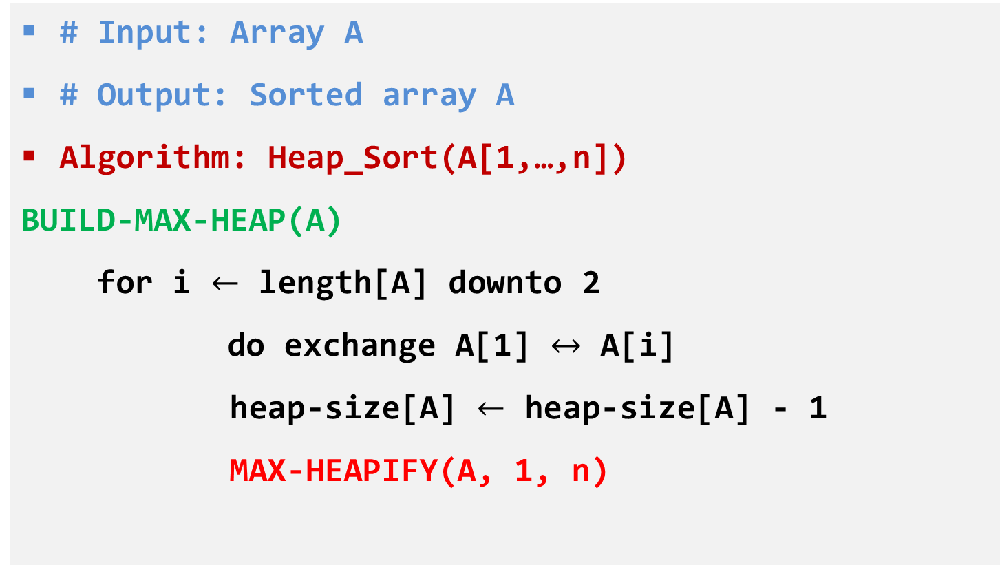 ▪ # Input: Array A
▪ # Output: Sorted array A
▪ Algorithm: Heap_Sort(A[1,…,n])
BUILD-MAX-HEAP(A)
for i ← length[A] downto 2
do exchange A[1] ↔ A[i]
heap-size[A] ← heap-size[A] - 1
MAX-HEAPIFY(A, 1, n)